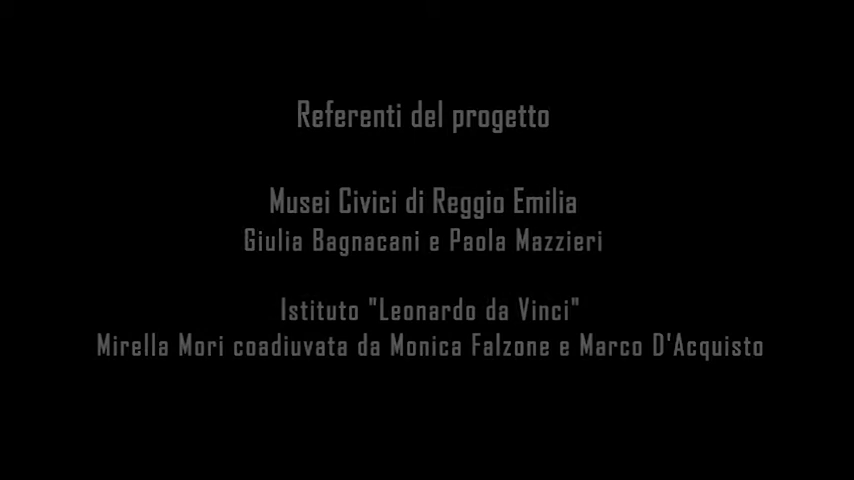 Referenti del progetto
Musei Civici di Reggio Emilia
Giulia Bagnacani e Paola Mazzieri
Istituto "Leonardo da Vinci"
Mirella Mori coadiuvata da Monica Falzone e Marco D'Acquisto